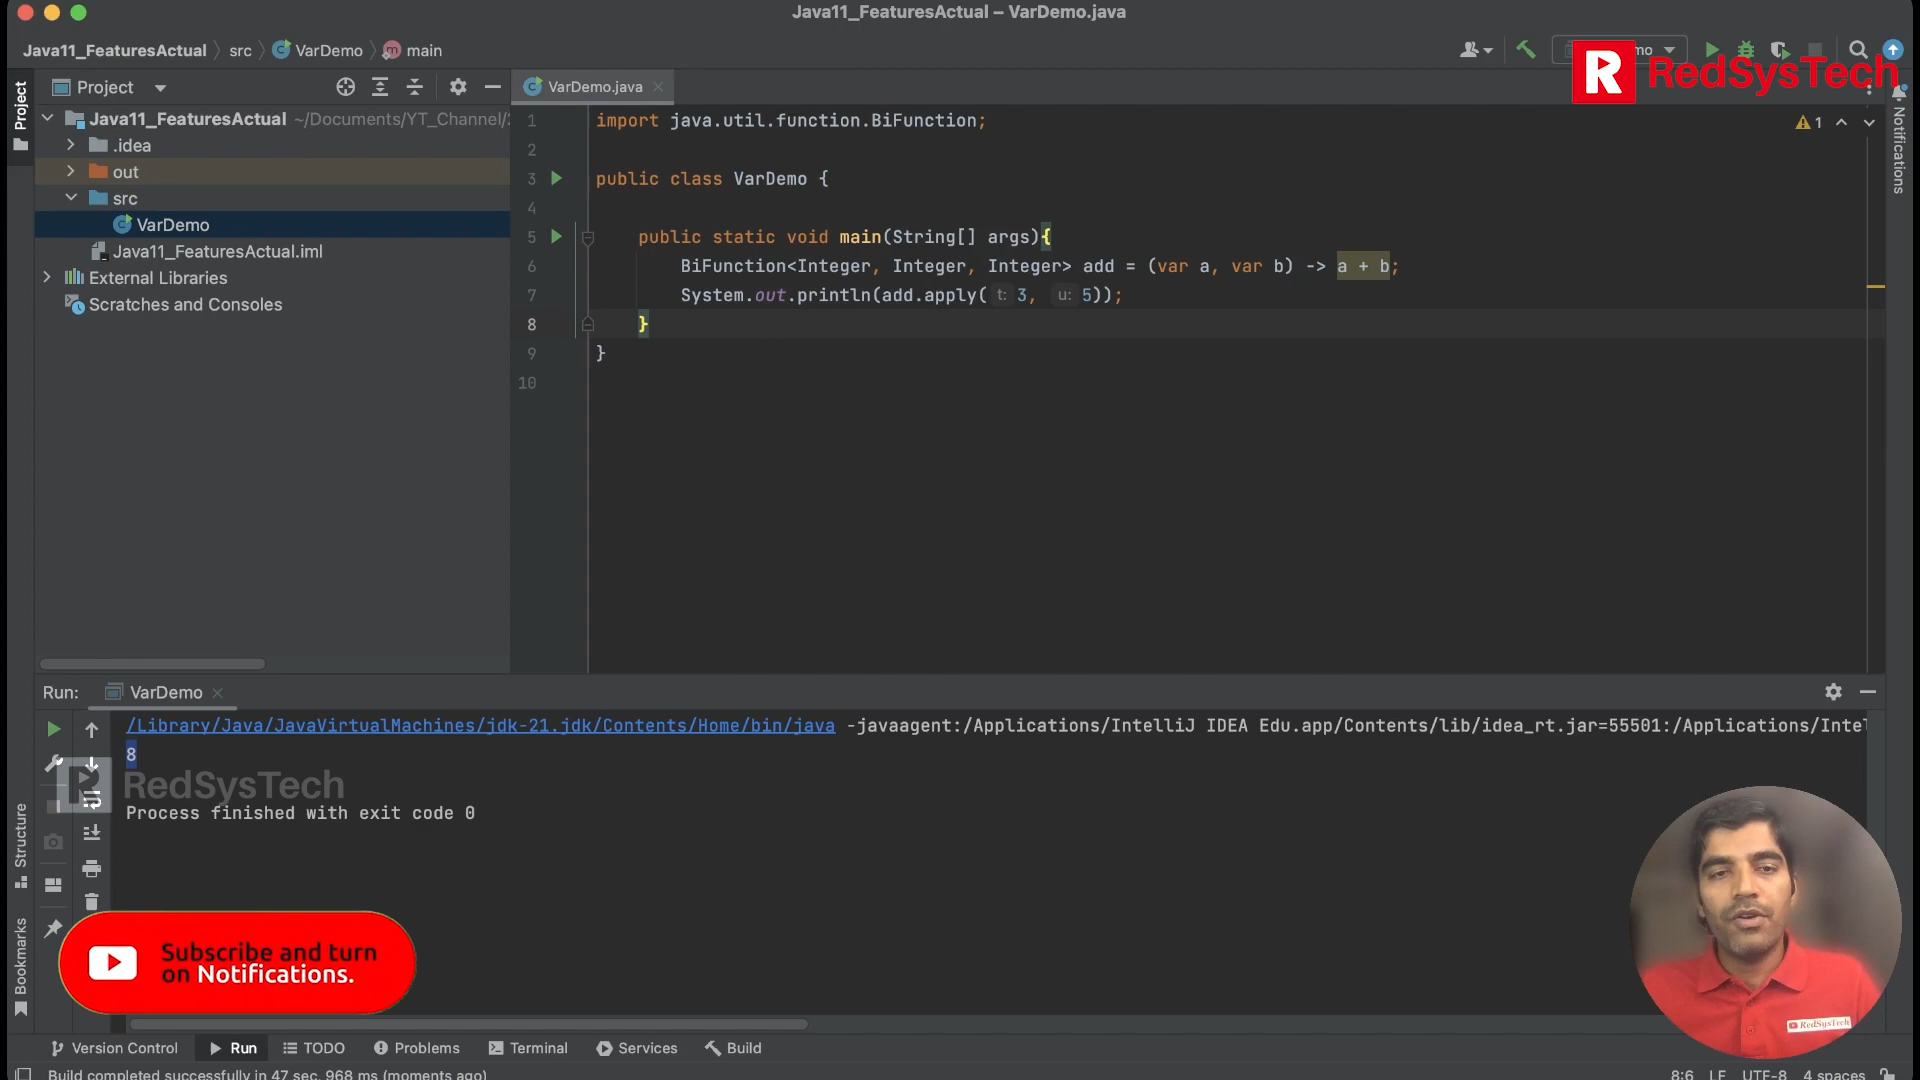 Java11_FeaturesActual – VarDemo.java
Java11_FeaturesActual src VarDemo main
RedSysTech
Project
VarDemo.java
Project
Java11_FeaturesActual ~/Documents/YT_Channel/
.idea
out
src
VarDemo
Java11_FeaturesActual.iml
External Libraries
Scratches and Consoles
1 import java.util.function.BiFunction;
2
3 public class VarDemo {
4
5 public static void main(String[] args){
6 BiFunction<Integer, Integer, Integer> add = (var a, var b) -> a + b;
7 System.out.println(add.apply( t: 3, u: 5));
8 }
9 }
10
1
Notifications
Run: VarDemo
/Library/Java/JavaVirtualMachines/jdk-21.jdk/Contents/Home/bin/java -javaagent:/Applications/IntelliJ IDEA Edu.app/Contents/lib/idea_rt.jar=55501:/Applications/Inte
8
RedSysTech
Process finished with exit code 0
Structure
Bookmarks
Subscribe and turn
on Notifications.
RedSysTech
Version Control Run TODO Problems Terminal Services Build
Build completed successfully in 47 sec, 968 ms (moments ago)
8:6 LF UTF-8 4 spaces